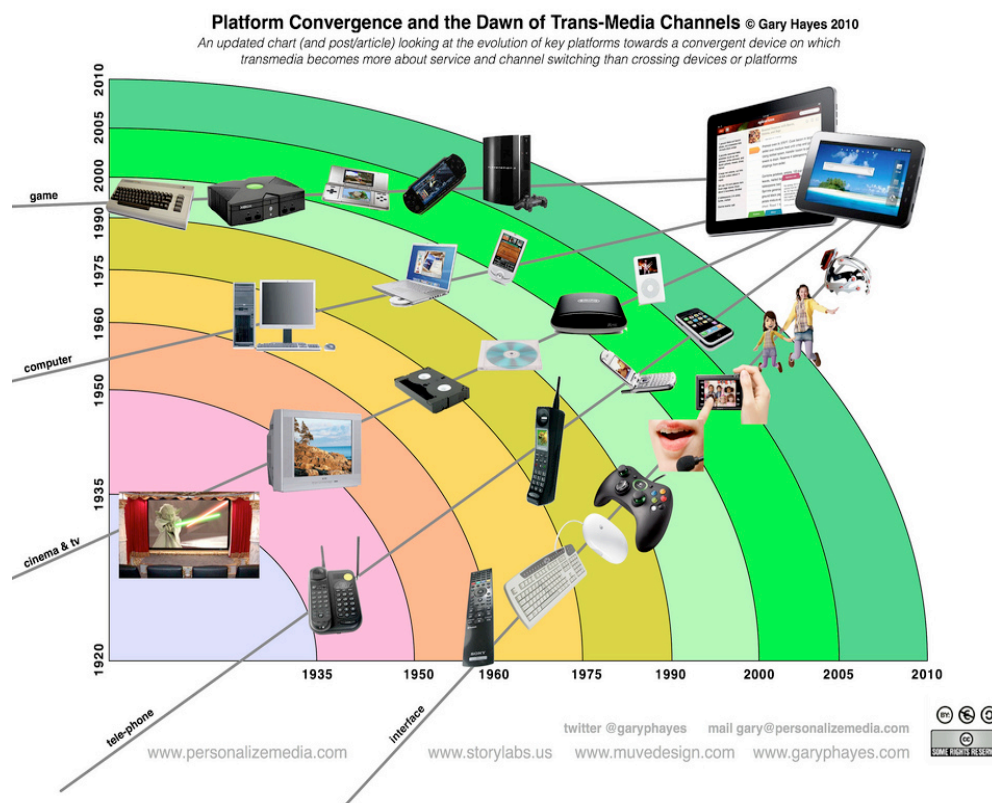 Platform Convergence and the Dawn of Trans-Media Channels © Gary Hayes 2010
An updated chart (and post/article) looking at the evolution of key platforms towards a convergent device on which
transmedia becomes more about service and channel switching than crossing devices or platforms
2010
2005
2000
1990
1975
1960
1950
1935
1920
game
computer
cinema & tv
tele-phone
interface
1935
1950
1960
1975
1990
2000
2005
2010
twitter @garyphayes mail gary@personalizemedia.com
www.personalizemedia.com www.storylabs.us www.muvedesign.com www.garyphayes.com
BY:
cc
SOME RIGHTS RESERV